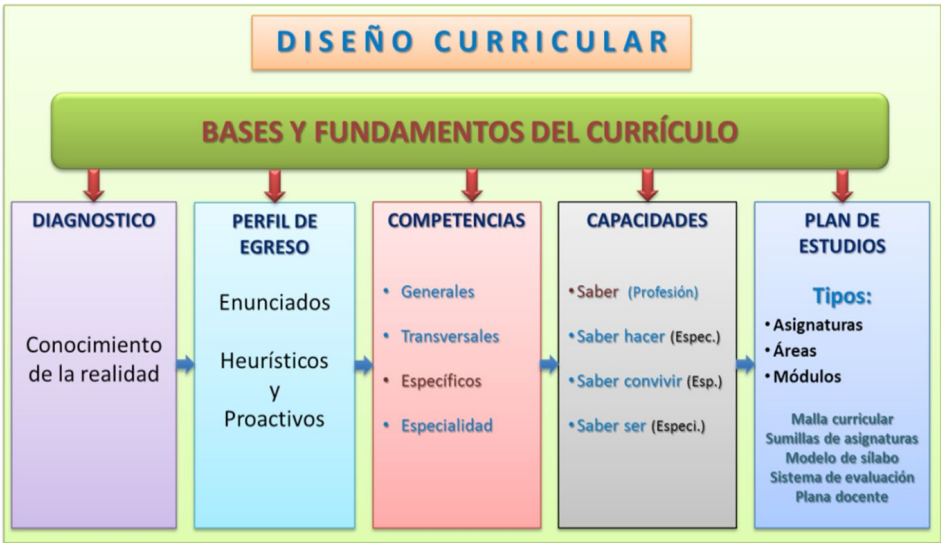 DISEÑO CURRICULAR
BASES Y FUNDAMENTOS DEL CURRÍCULO
DIAGNOSTICO
Conocimiento
de la realidad
PERFIL DE
EGRESO
Enunciados
Heurísticos
y
Proactivos
COMPETENCIAS
• Generales
• Transversales
• Específicos
• Especialidad
CAPACIDADES
• Saber (Profesión)
• Saber hacer (Espec.)
• Saber convivir (Esp.)
• Saber ser (Especi.)
PLAN DE
ESTUDIOS
Tipos:
• Asignaturas
• Áreas
• Módulos
Malla curricular
Sumillas de asignaturas
Modelo de sílabo
Sistema de evaluación
Plana docente